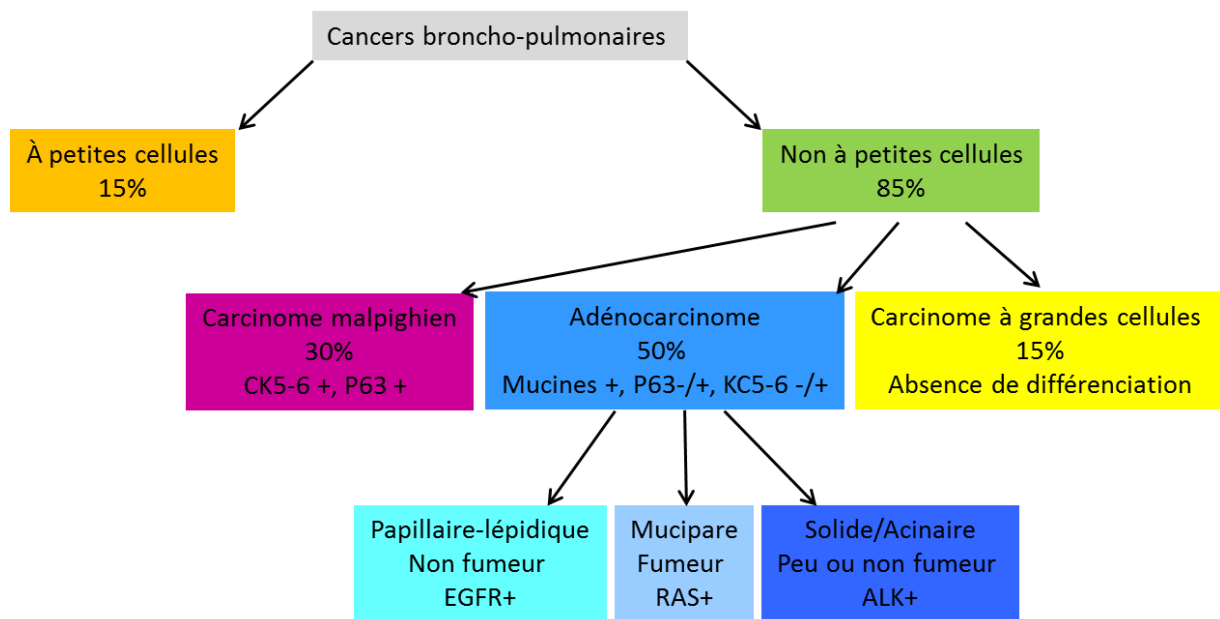 Cancers broncho-pulmonaires
À petites cellules
15%
Non à petites cellules
85%
Carcinome malpighien
30%
CK5-6 +, P63 +
Adénocarcinome
50%
Mucines +, P63-/+, KC5-6 -/+
Carcinome à grandes cellules
15%
Absence de différenciation
Papillaire-lépidique
Non fumeur
EGFR+
Mucipare
Fumeur
RAS+
Solide/Acinaire
Peu ou non fumeur
ALK+